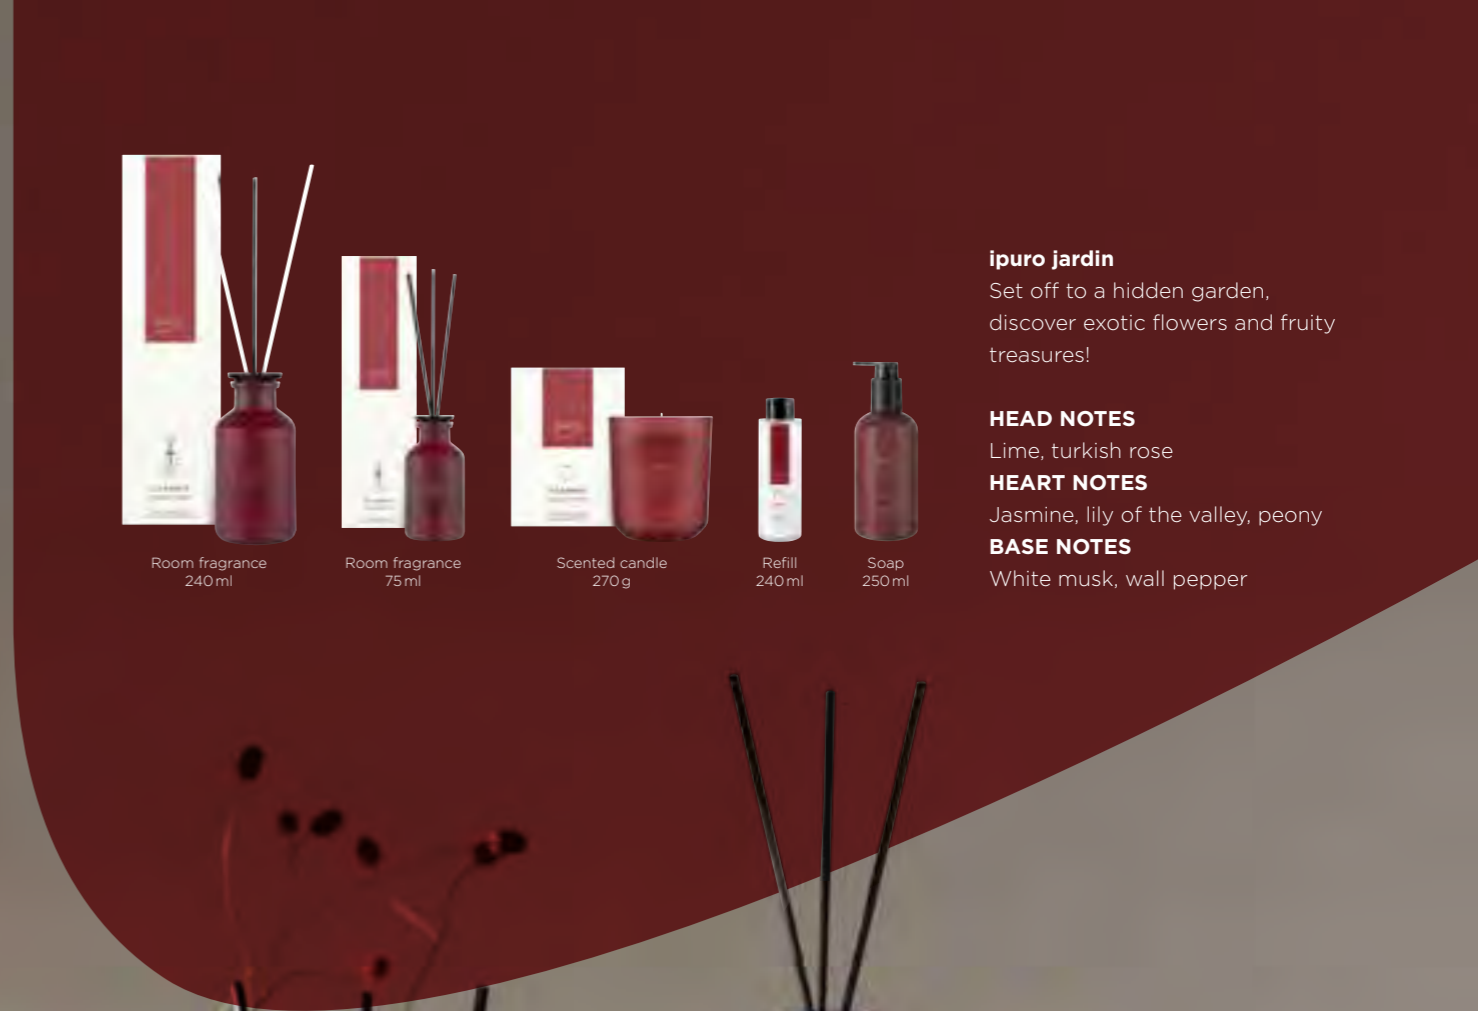 ipuro jardin
Set off to a hidden garden,
discover exotic flowers and fruity
treasures!
HEAD NOTES
Lime, turkish rose
HEART NOTES
Jasmine, lily of the valley, peony
BASE NOTES
White musk, wall pepper
Room fragrance
240 ml
Room fragrance
75 ml
Scented candle
270 g
Refill
240 ml
Soap
250 ml